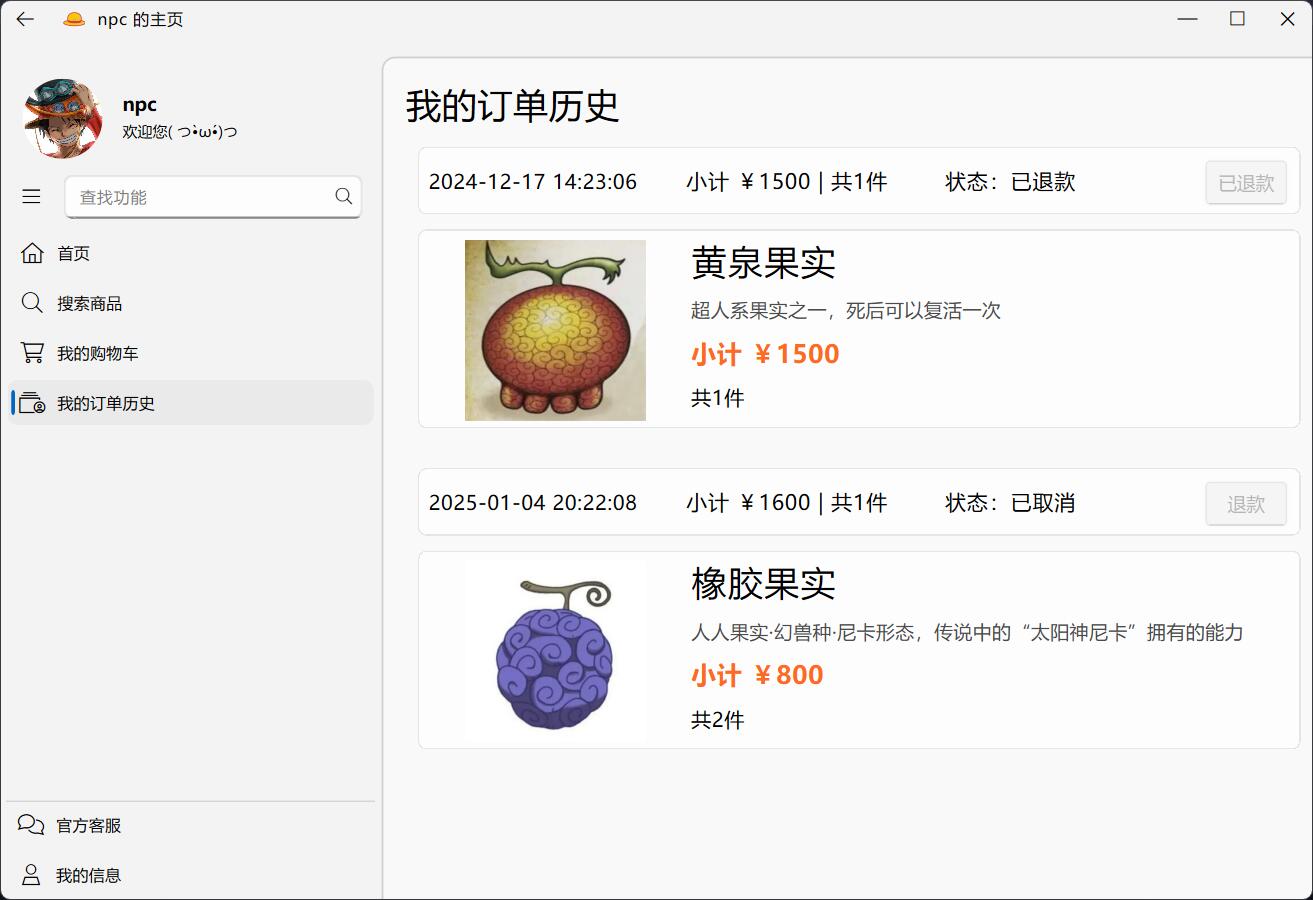 npc 的主页
npc
欢迎您( つ•̀ω•́)つ
查找功能
首页
搜索商品
我的购物车
我的订单历史
官方客服
我的信息
我的订单历史
2024-12-17 14:23:06 小计 ￥1500 | 共1件 状态：已退款 已退款
黄泉果实
超人系果实之一，死后可以复活一次
小计 ￥1500
共1件
2025-01-04 20:22:08 小计 ￥1600 | 共1件 状态：已取消 退款
橡胶果实
人人果实·幻兽种·尼卡形态，传说中的“太阳神尼卡”拥有的能力
小计 ￥800
共2件